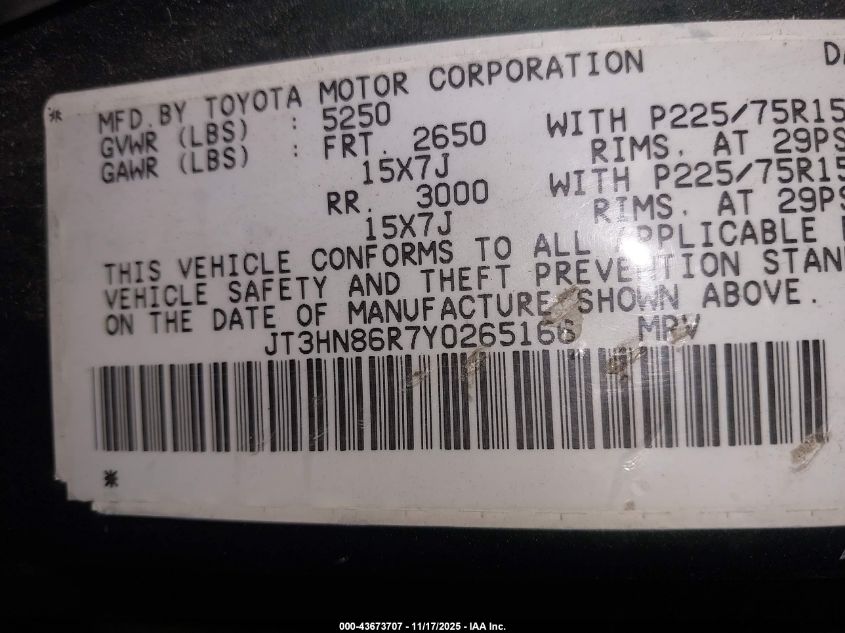 MFD. BY TOYOTA MOTOR CORPORATION DA
GVWR (LBS) : 5250
GAWR (LBS) : FRT. 2650 WITH P225/75R15
15X7J RIMS, AT 29PS
RR. 3000 WITH P225/75R15
15X7J RIMS, AT 29PS
THIS VEHICLE CONFORMS TO ALL APPLICABLE
VEHICLE SAFETY AND THEFT PREVENTION STAN
ON THE DATE OF MANUFACTURE SHOWN ABOVE.
JT3HN86R7Y0265166 MPV
000-43673707 - 11/17/2025 - IAA Inc.